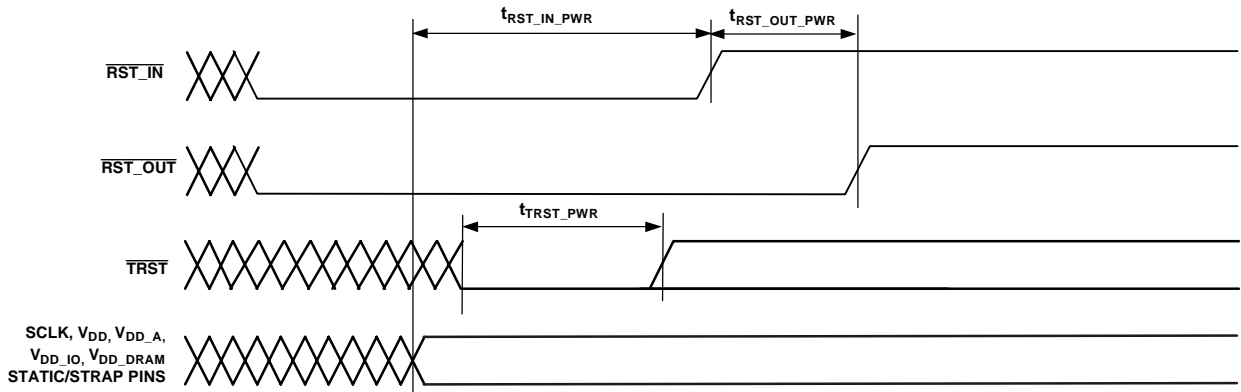 tRST_IN_PWR
tRST_OUT_PWR
RST_IN
RST_OUT
tTRST_PWR
TRST
SCLK, VDD, VDD_A,
VDD_IO, VDD_DRAM
STATIC/STRAP PINS